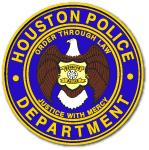 HOUSTON POLICE
ORDER THROUGH LAW
JUSTICE WITH MERCY
DEPARTMENT